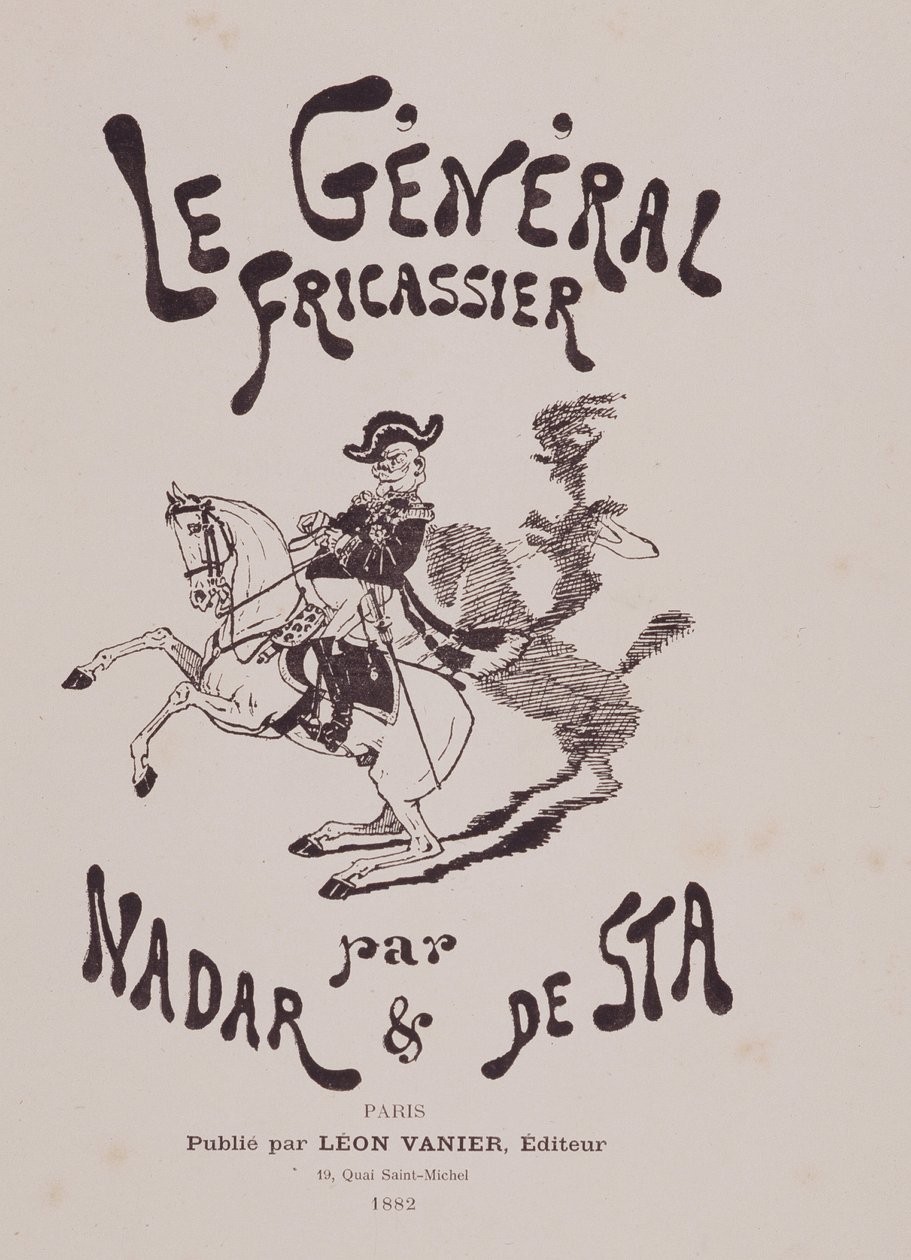 LE GÉNÉRAL
FRICASSIER
par
NADAR & DE STA
PARIS
Publié par LÉON VANIER, Éditeur
19, Quai Saint-Michel
1882